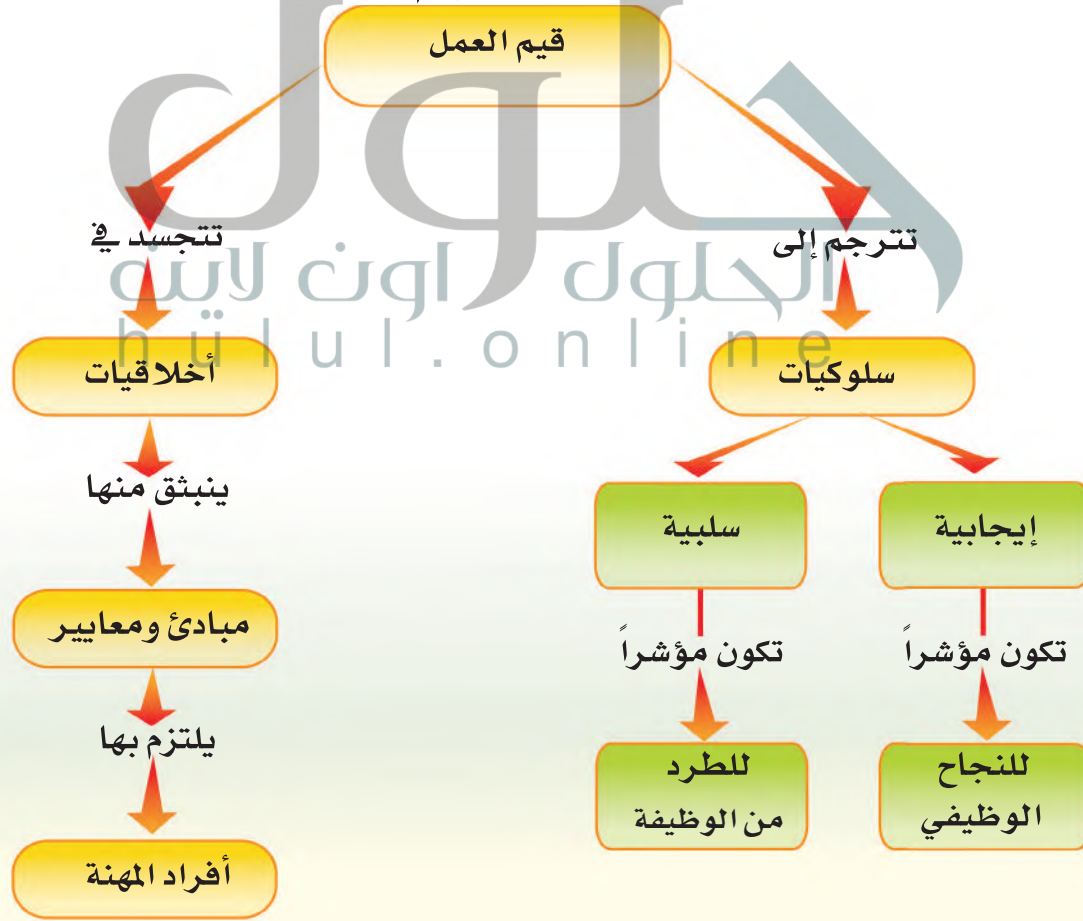 قيم العمل
تترجم إلى
تتجسد في
سلوكيات
أخلاقيات
إيجابية
سلبية
ينبثق منها
مبادئ ومعايير
تكون مؤشراً
تكون مؤشراً
يلتزم بها
للنجاح
الوظيفي
للطرد
من الوظيفة
أفراد المهنة
حلول
الحلول اون لاين
hulul.online